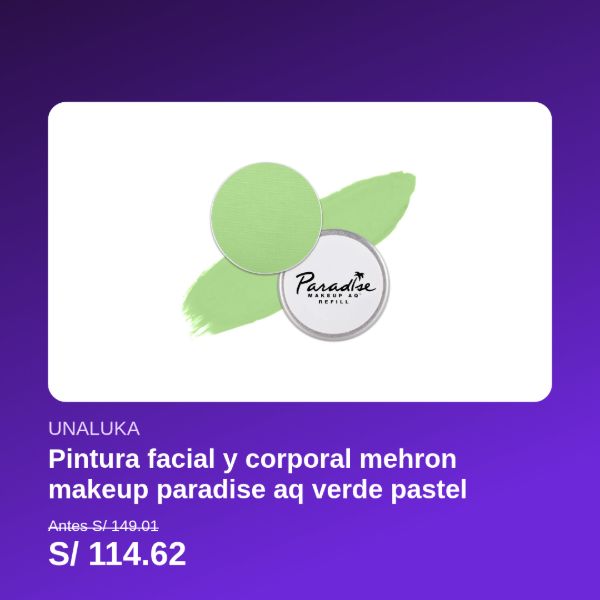 Paradise
MAKEUP AQ
REFILL
UNALUKA
Pintura facial y corporal mehron
makeup paradise aq verde pastel
Antes S/ 149.01
S/ 114.62